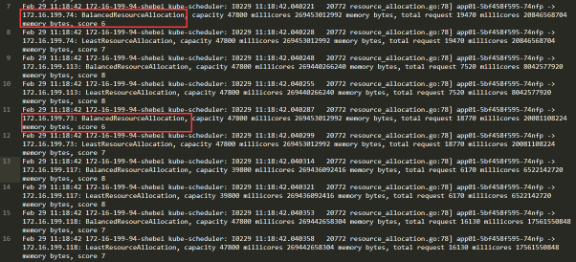 7 Feb 29 11:18:42 172-16-199-94-shebei kube-scheduler: I0229 11:18:42.040221 20772 resource_allocation.go:78] app01-5bf458f595-74nfp ->
172.16.199.74: BalancedResourceAllocation, capacity 47800 millicores 269453012992 memory bytes, total request 19470 millicores 20846568704
memory bytes, score 6
8 Feb 29 11:18:42 172-16-199-94-shebei kube-scheduler: I0229 11:18:42.040228 20772 resource_allocation.go:78] app01-5bf458f595-74nfp ->
172.16.199.74: LeastResourceAllocation, capacity 47800 millicores 269453012992 memory bytes, total request 19470 millicores 20846568704
memory bytes, score 7
9 Feb 29 11:18:42 172-16-199-94-shebei kube-scheduler: I0229 11:18:42.040248 20772 resource_allocation.go:78] app01-5bf458f595-74nfp ->
172.16.199.113: BalancedResourceAllocation, capacity 47800 millicores 269440266240 memory bytes, total request 7520 millicores 8042577920
memory bytes, score 8
10 Feb 29 11:18:42 172-16-199-94-shebei kube-scheduler: I0229 11:18:42.040255 20772 resource_allocation.go:78] app01-5bf458f595-74nfp ->
172.16.199.113: LeastResourceAllocation, capacity 47800 millicores 269440266240 memory bytes, total request 7520 millicores 8042577920
memory bytes, score 8
11 Feb 29 11:18:42 172-16-199-94-shebei kube-scheduler: I0229 11:18:42.040287 20772 resource_allocation.go:78] app01-5bf458f595-74nfp ->
172.16.199.73: BalancedResourceAllocation, capacity 47800 millicores 269453012992 memory bytes, total request 18770 millicores 20081108224
memory bytes, score 6
12 Feb 29 11:18:42 172-16-199-94-shebei kube-scheduler: I0229 11:18:42.040299 20772 resource_allocation.go:78] app01-5bf458f595-74nfp ->
172.16.199.73: LeastResourceAllocation, capacity 47800 millicores 269453012992 memory bytes, total request 18770 millicores 20081108224
memory bytes, score 7
13 Feb 29 11:18:42 172-16-199-94-shebei kube-scheduler: I0229 11:18:42.040314 20772 resource_allocation.go:78] app01-5bf458f595-74nfp ->
172.16.199.117: BalancedResourceAllocation, capacity 39800 millicores 269436092416 memory bytes, total request 6170 millicores 6522142720
memory bytes, score 8
14 Feb 29 11:18:42 172-16-199-94-shebei kube-scheduler: I0229 11:18:42.040321 20772 resource_allocation.go:78] app01-5bf458f595-74nfp ->
172.16.199.117: LeastResourceAllocation, capacity 39800 millicores 269436092416 memory bytes, total request 6170 millicores 6522142720
memory bytes, score 8
15 Feb 29 11:18:42 172-16-199-94-shebei kube-scheduler: I0229 11:18:42.040353 20772 resource_allocation.go:78] app01-5bf458f595-74nfp ->
172.16.199.118: BalancedResourceAllocation, capacity 47800 millicores 269442658304 memory bytes, total request 16130 millicores 17561550848
memory bytes, score 7
16 Feb 29 11:18:42 172-16-199-94-shebei kube-scheduler: I0229 11:18:42.040358 20772 resource_allocation.go:78] app01-5bf458f595-74nfp ->
172.16.199.118: LeastResourceAllocation, capacity 47800 millicores 269442658304 memory bytes, total request 16130 millicores 17561550848
memory bytes, score 7